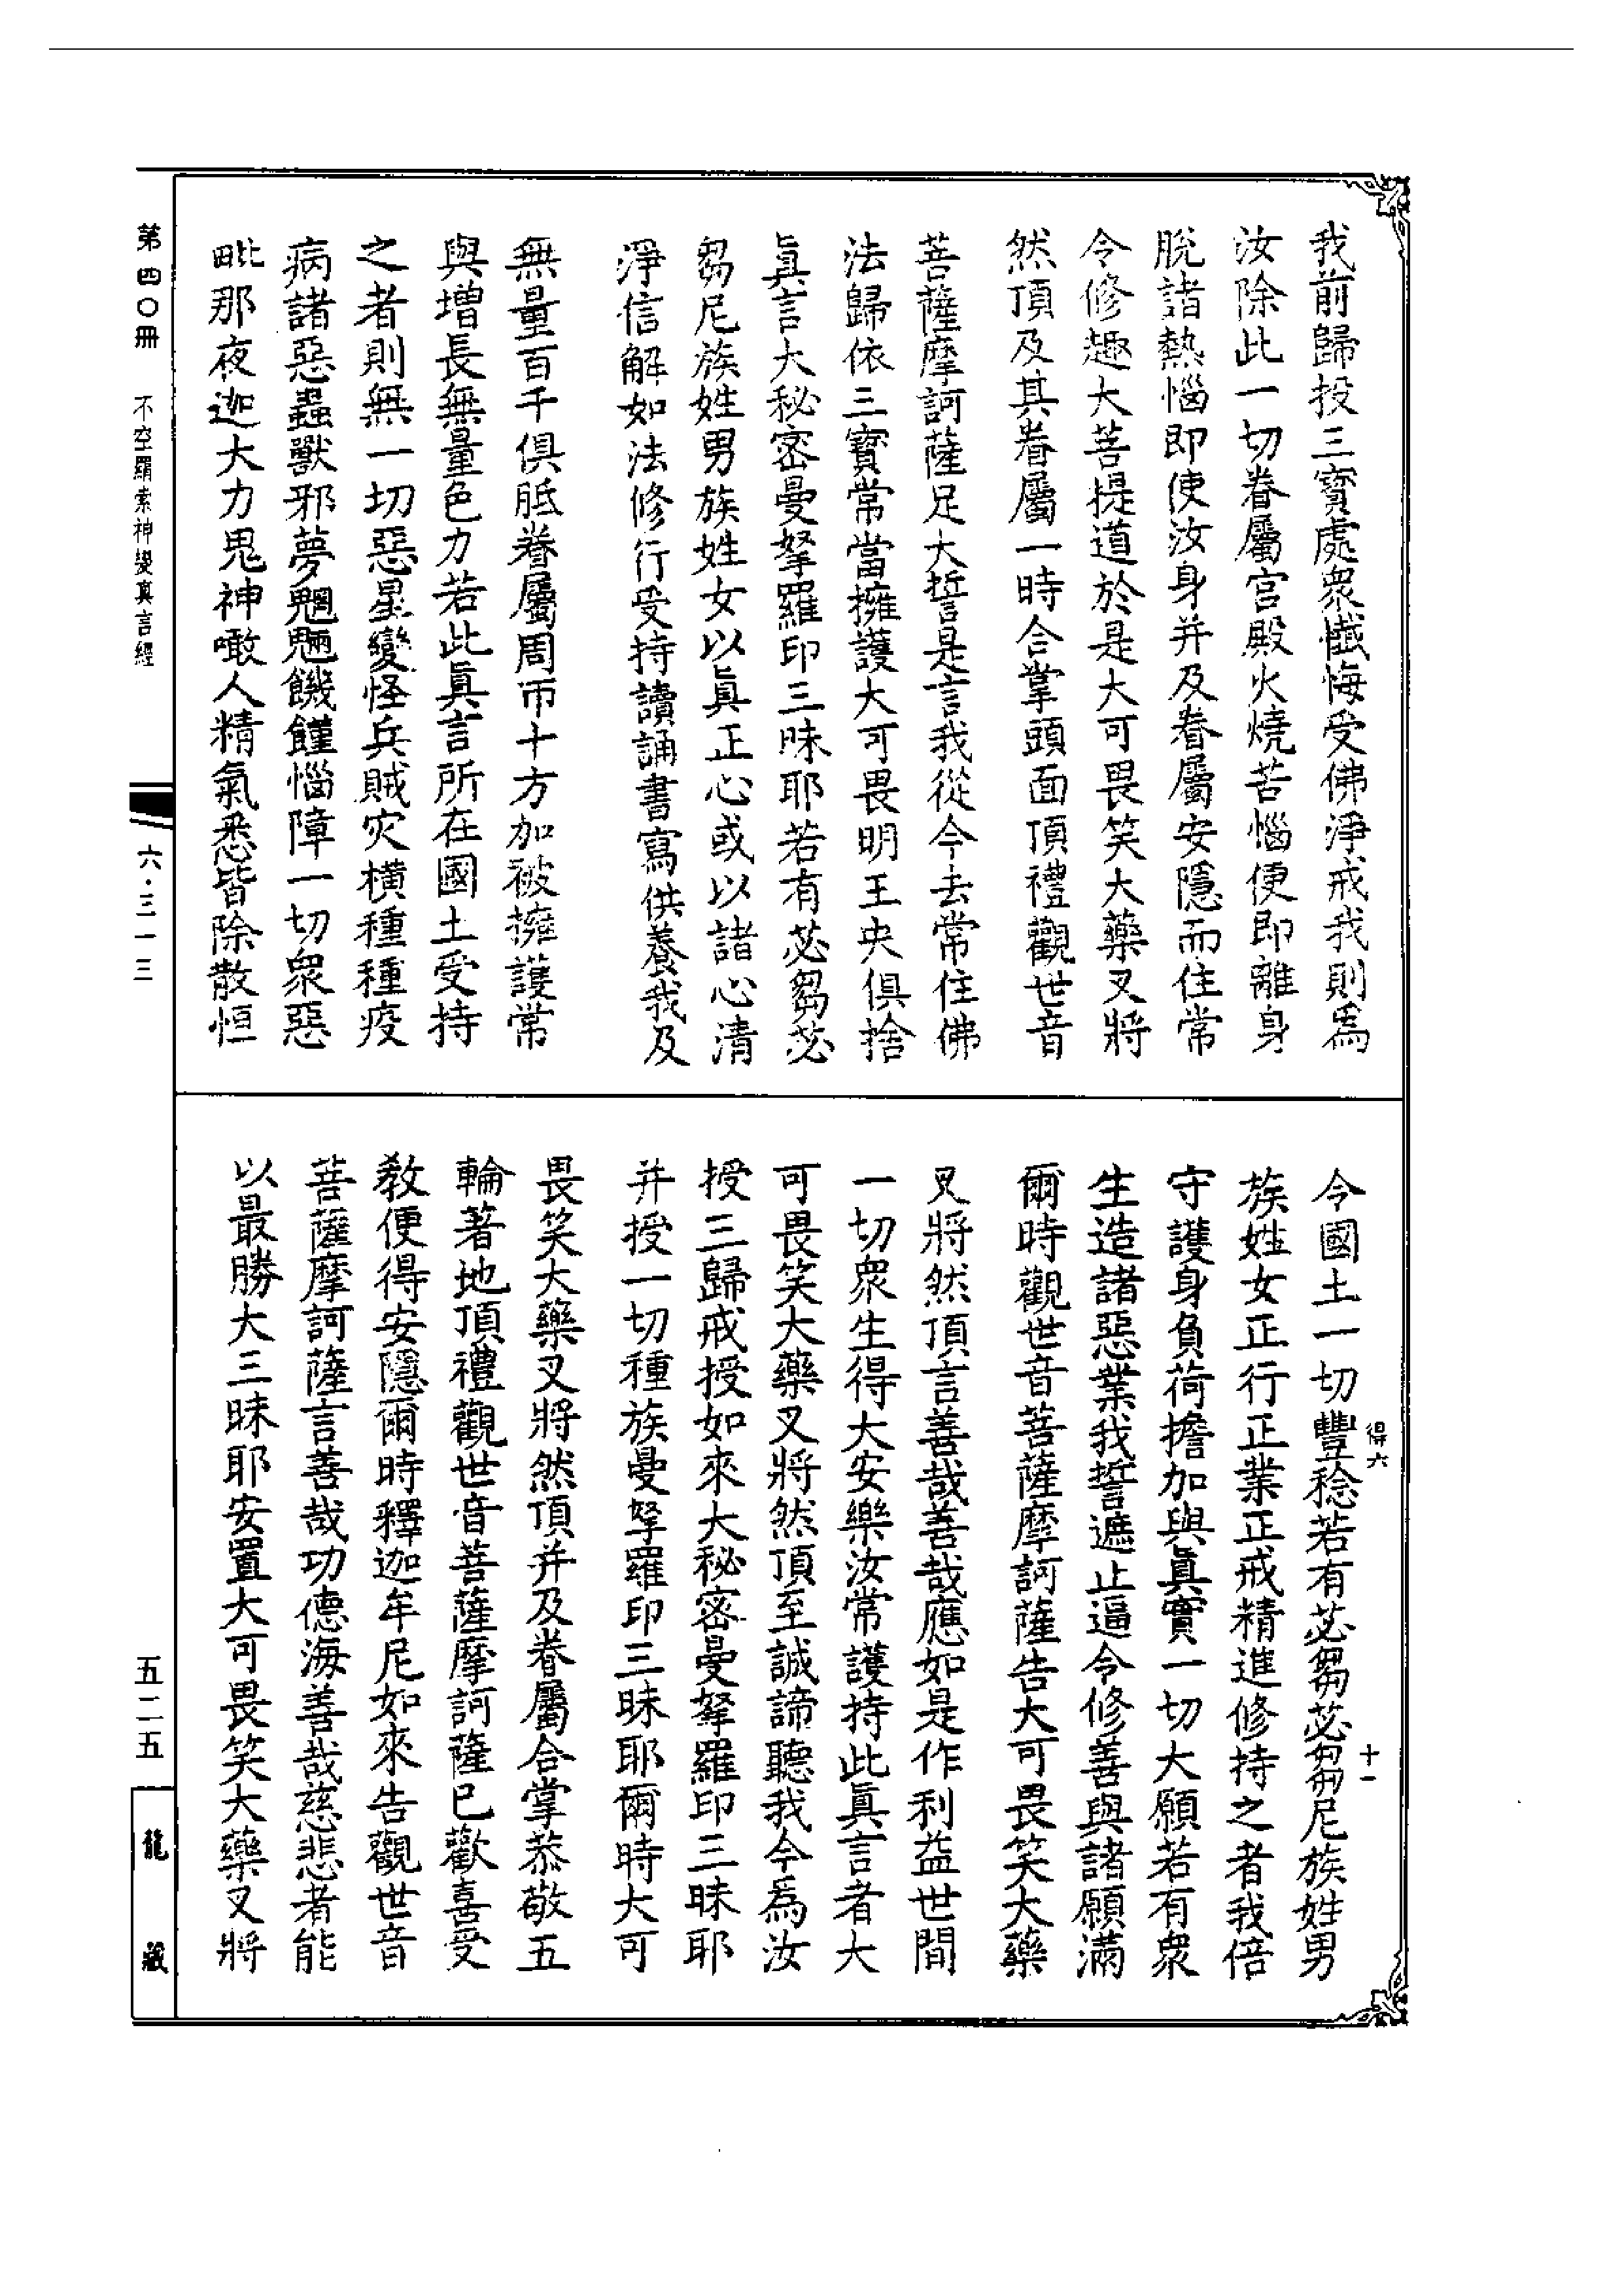 我前歸投三寶處衆懺悔受佛淨戒我則爲
汝除此一切眷屬宮殿火燒苦惱便即離身
脫諸熱惱即使汝身并及眷屬安隱而住常
令修趣大菩提道於是大可畏笑大藥叉將
然頂及其眷屬一時合掌頭面頂禮觀世音
菩薩摩訶薩足大誓是言我從今去常住佛
法歸依三寶常當擁護大可畏明王央俱捨
眞言大秘密曼拏羅印三昧耶若有苾芻苾
芻尼族姓男族姓女以眞正心或以諸心清
淨信解如法修行受持讀誦書寫供養我及
無量百千俱胝眷屬周帀十方加被擁護常
與增長無量色力若此眞言所在國土受持
之者則無一切惡星變怪兵賊灾橫種種疫
病諸惡蟲獸邪夢魍魎饑饉惱障一切衆惡
毗那夜迦大力鬼神噉人精氣悉皆除散恒
令國土一切豐稔若有苾芻苾芻尼族姓男
族姓女正行正業正戒精進修持之者我倍
守護身負荷擔加與眞實一切大願若有衆
生造諸惡業我誓遮止逼令修善與諸願滿
爾時觀世音菩薩摩訶薩告大可畏笑大藥
叉將然頂言善哉善哉應如是作利益世間
一切衆生得大安樂汝常護持此眞言者大
可畏笑大藥叉將然頂至誠諦聽我今爲汝
授三歸戒授如來大秘密曼拏羅印三昧耶
并授一切種族曼拏羅印三昧耶爾時大可
畏笑大藥叉將然頂并及眷屬合掌恭敬五
輪著地頂禮觀世音菩薩摩訶薩已歡喜受
教便得安隱爾時釋迦牟尼如來告觀世音
菩薩摩訶薩言善哉功德海善哉慈悲者能
以最勝大三昧耶安置大可畏笑大藥叉將
得六
十一
第四〇冊
不空羂索神變真言經
六·三一三
五二五
龍藏